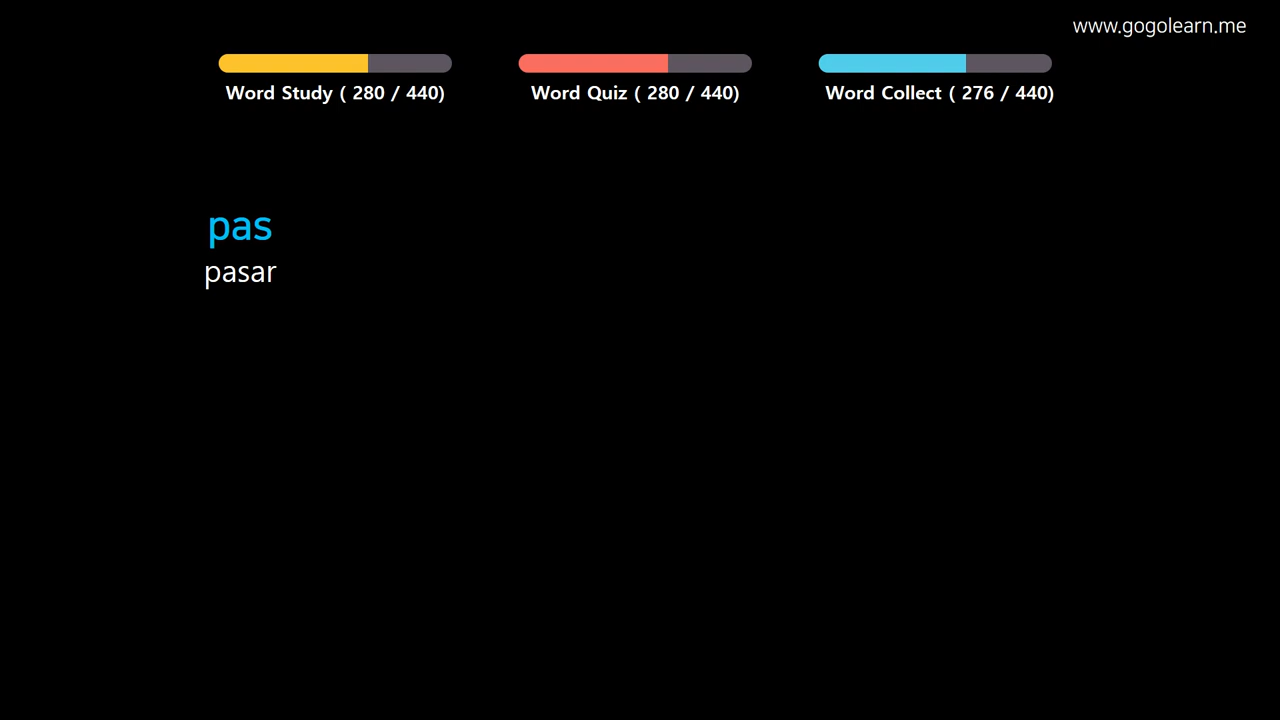 www.gogolearn.me
Word Study ( 280 / 440)
Word Quiz ( 280 / 440)
Word Collect ( 276 / 440)
pas
pasar